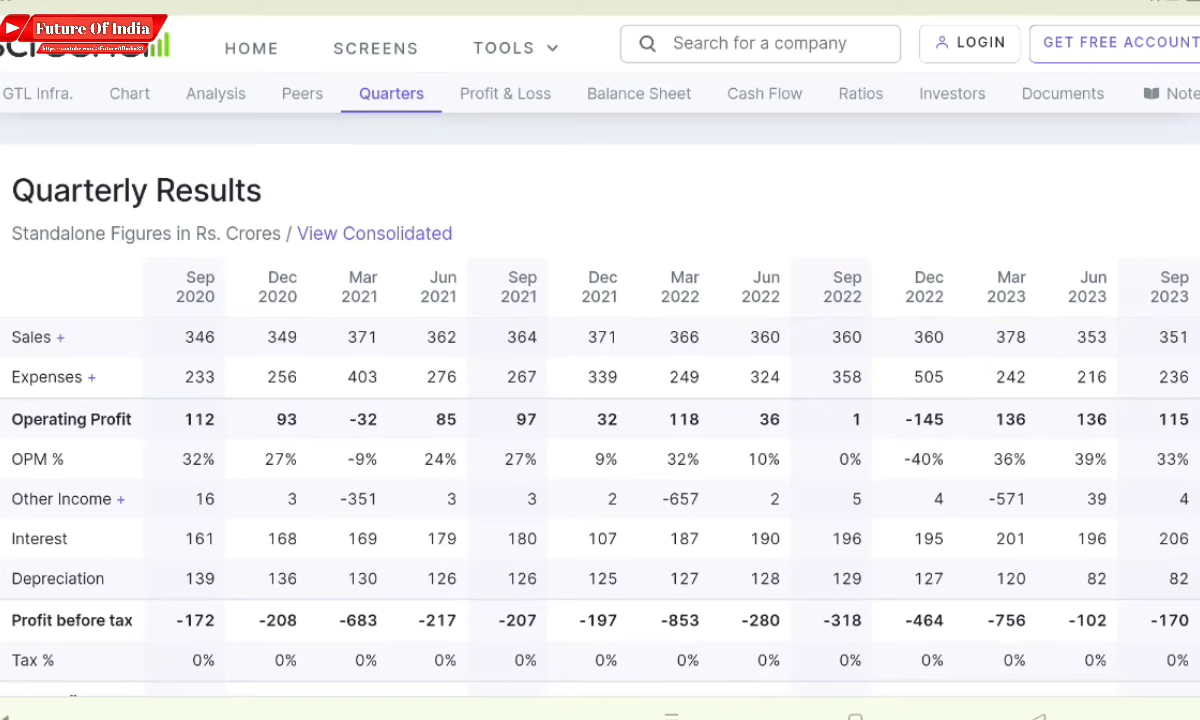 Future Of India
HOME SCREENS TOOLS Search for a company LOGIN GET FREE ACCOUNT
GTL Infra. Chart Analysis Peers Quarters Profit & Loss Balance Sheet Cash Flow Ratios Investors Documents Note
Quarterly Results
Standalone Figures in Rs. Crores / View Consolidated
Sep Dec Mar Jun Sep Dec Mar Jun Sep Dec Mar Jun Sep
2020 2020 2021 2021 2021 2021 2022 2022 2022 2022 2023 2023 2023
Sales + 346 349 371 362 364 371 366 360 360 360 378 353 351
Expenses + 233 256 403 276 267 339 249 324 358 505 242 216 236
Operating Profit 112 93 -32 85 97 32 118 36 1 -145 136 136 115
OPM % 32% 27% -9% 24% 27% 9% 32% 10% 0% -40% 36% 39% 33%
Other Income + 16 3 -351 3 3 2 -657 2 5 4 -571 39 4
Interest 161 168 169 179 180 107 187 190 196 195 201 196 206
Depreciation 139 136 130 126 126 125 127 128 129 127 120 82 82
Profit before tax -172 -208 -683 -217 -207 -197 -853 -280 -318 -464 -756 -102 -170
Tax % 0% 0% 0% 0% 0% 0% 0% 0% 0% 0% 0% 0% 0%